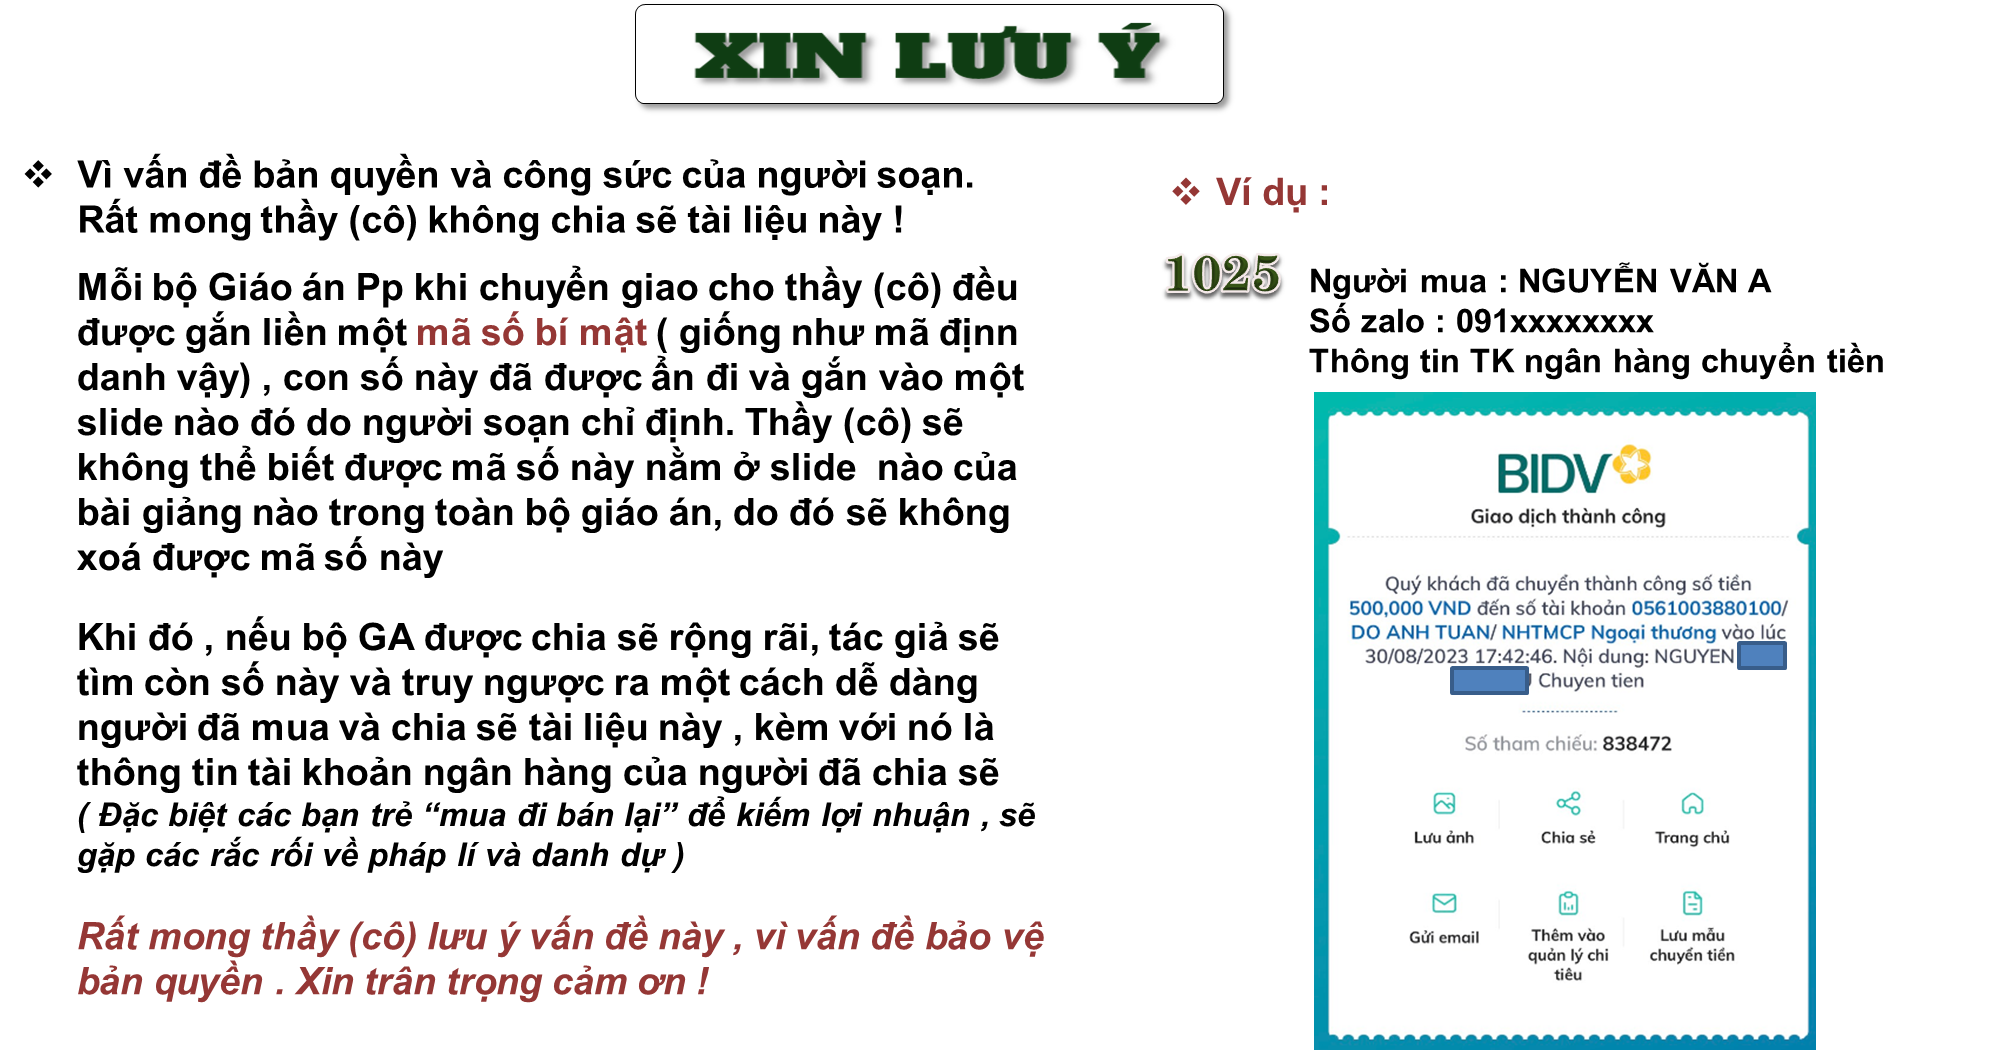 XIN LƯU Ý
❖ Vì vấn đề bản quyền và công sức của người soạn.
Rất mong thầy (cô) không chia sẽ tài liệu này !
Mỗi bộ Giáo án Pp khi chuyển giao cho thầy (cô) đều
được gắn liền một mã số bí mật ( giống như mã địnn
danh vậy) , con số này đã được ẩn đi và gắn vào một
slide nào đó do người soạn chỉ định. Thầy (cô) sẽ
không thể biết được mã số này nằm ở slide nào của
bài giảng nào trong toàn bộ giáo án, do đó sẽ không
xoá được mã số này
Khi đó , nếu bộ GA được chia sẽ rộng rãi, tác giả sẽ
tìm còn số này và truy ngược ra một cách dễ dàng
người đã mua và chia sẽ tài liệu này , kèm với nó là
thông tin tài khoản ngân hàng của người đã chia sẽ
( Đặc biệt các bạn trẻ “mua đi bán lại” để kiếm lợi nhuận , sẽ
gặp các rắc rối về pháp lí và danh dự )
Rất mong thầy (cô) lưu ý vấn đề này , vì vấn đề bảo vệ
bản quyền . Xin trân trọng cảm ơn !
❖ Ví dụ :
1025
Người mua : NGUYỄN VĂN A
Số zalo : 091xxxxxxxx
Thông tin TK ngân hàng chuyển tiền
BIDV
Giao dịch thành công
Quý khách đã chuyển thành công số tiền
500,000 VND đến số tài khoản 0561003880100/
DO ANH TUAN/ NHTMCP Ngoại thương vào lúc
30/08/2023 17:42:46. Nội dung: NGUYEN
Chuyen tien
Số tham chiếu: 838472
Lưu ảnh
Chia sẻ
Trang chủ
Gửi email
Thêm vào
quản lý chi
tiêu
Lưu mẫu
chuyển tiền